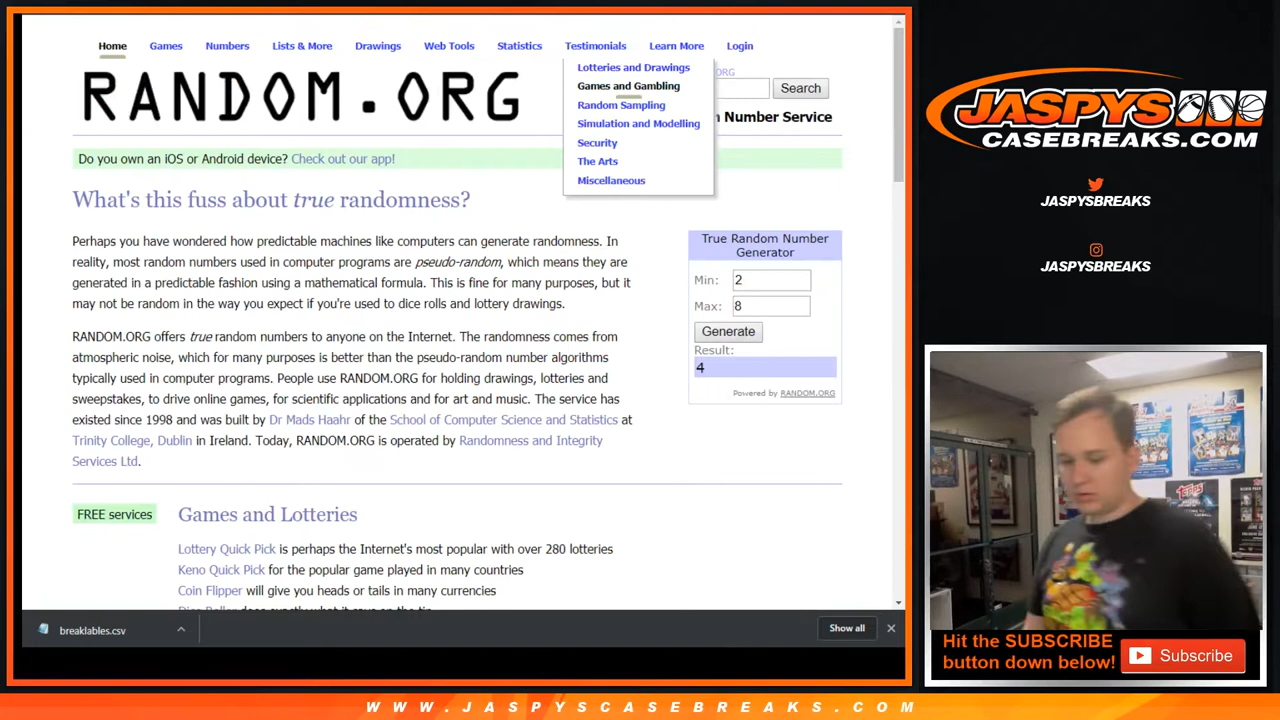 Home Games Numbers Lists & More Drawings Web Tools Statistics Testimonials Learn More Login
Lotteries and Drawings
Games and Gambling
Random Sampling
Simulation and Modelling
Security
The Arts
Miscellaneous
RANDOM.ORG
ORG
Search
Number Service
Do you own an iOS or Android device? Check out our app!
What's this fuss about true randomness?
Perhaps you have wondered how predictable machines like computers can generate randomness. In
reality, most random numbers used in computer programs are pseudo-random, which means they are
generated in a predictable fashion using a mathematical formula. This is fine for many purposes, but it
may not be random in the way you expect if you're used to dice rolls and lottery drawings.
RANDOM.ORG offers true random numbers to anyone on the Internet. The randomness comes from
atmospheric noise, which for many purposes is better than the pseudo-random number algorithms
typically used in computer programs. People use RANDOM.ORG for holding drawings, lotteries and
sweepstakes, to drive online games, for scientific applications and for art and music. The service has
existed since 1998 and was built by Dr Mads Haahr of the School of Computer Science and Statistics at
Trinity College, Dublin in Ireland. Today, RANDOM.ORG is operated by Randomness and Integrity
Services Ltd.
True Random Number
Generator
Min: 2
Max: 8
Generate
Result:
4
Powered by RANDOM.ORG
FREE services
Games and Lotteries
Lottery Quick Pick is perhaps the Internet's most popular with over 280 lotteries
Keno Quick Pick for the popular game played in many countries
Coin Flipper will give you heads or tails in many currencies
breaklables.csv
Show all
JASPYS
CASEBREAKS.COM
JASPYSBREAKS
JASPYSBREAKS
TOPPS
Hit the SUBSCRIBE
button down below!
Subscribe
WWW.JASPYSCASEBREAKS.COM